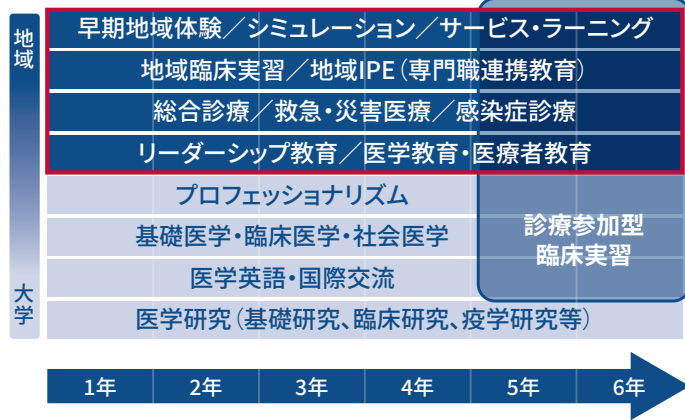 地域
早期地域体験／シミュレーション／サービス・ラーニング
地域臨床実習／地域IPE（専門職連携教育）
総合診療／救急・災害医療／感染症診療
リーダーシップ教育／医学教育・医療者教育
プロフェッショナリズム
基礎医学・臨床医学・社会医学
医学英語・国際交流
医学研究（基礎研究、臨床研究、疫学研究等）
診療参加型
臨床実習
大学
1年 2年 3年 4年 5年 6年